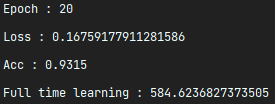 Epoch : 20
Loss : 0.16759177911281586
Acc : 0.9315
Full time learning : 584.6236827373505